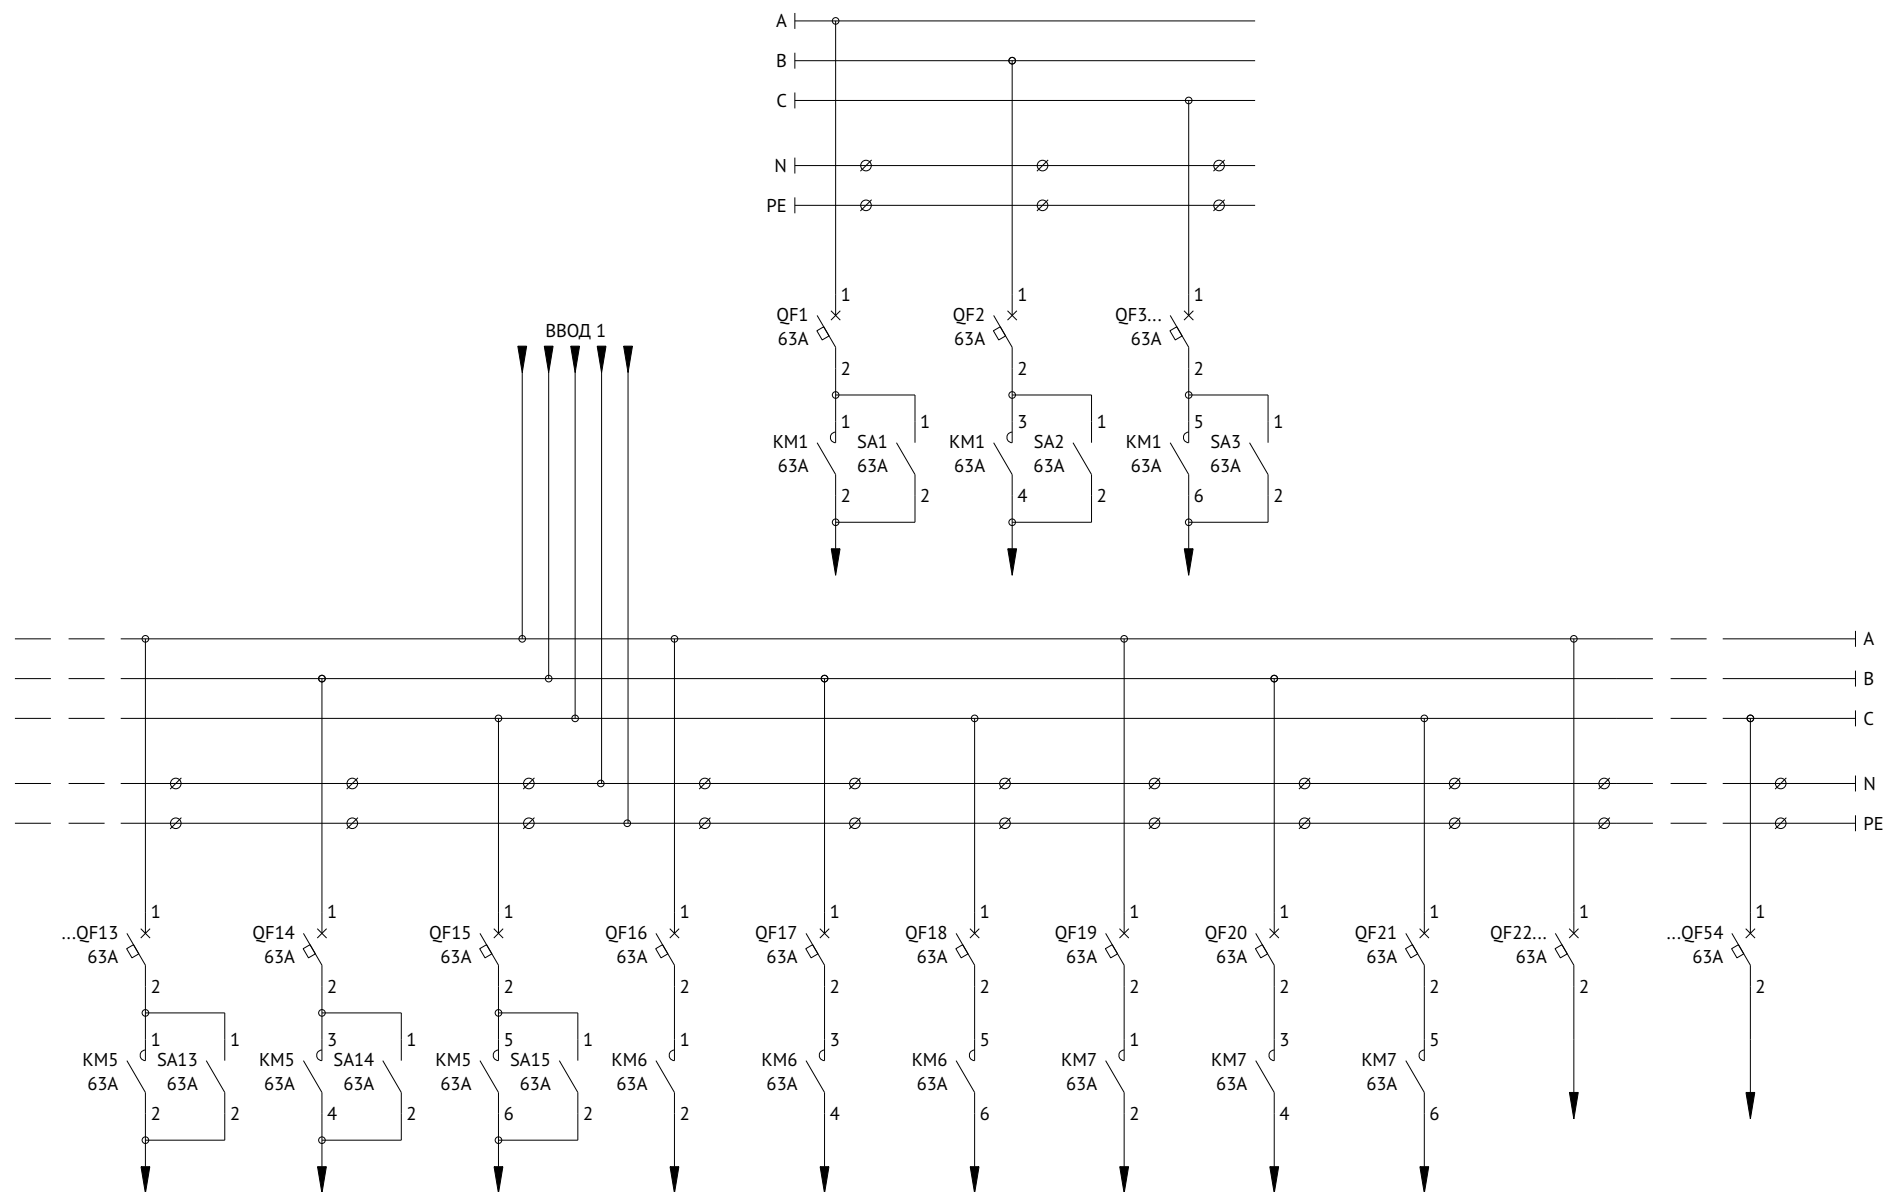 A
B
C
N
PE
1 1 1
QF1 QF2 QF3...
63A 63A 63A
2 2 2
ВВОД 1
1 1 3 1 5 1
KM1 SA1 KM1 SA2 KM1 SA3
63A 63A 63A 63A 63A 63A
2 2 4 2 6 2
A
B
C
N
PE
1 1 1 1 1 1 1 1 1 1 1
...QF13 QF14 QF15 QF16 QF17 QF18 QF19 QF20 QF21 QF22... ...QF54
63A 63A 63A 63A 63A 63A 63A 63A 63A 63A 63A
2 2 2 2 2 2 2 2 2 2 2
1 1 3 1 5 1 1 3 5 1 3 5
KM5 SA13 KM5 SA14 KM5 SA15 KM6 KM6 KM6 KM7 KM7 KM7
63A 63A 63A 63A 63A 63A 63A 63A 63A 63A 63A 63A
2 2 4 2 6 2 2 4 6 2 4 6